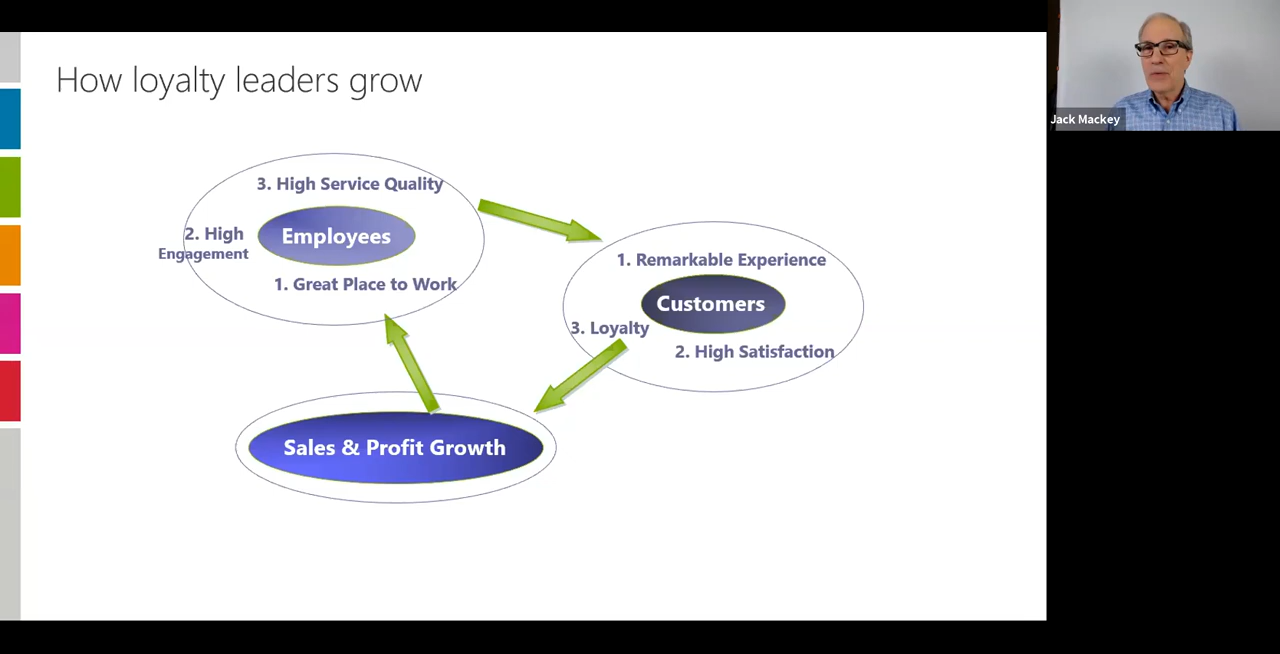 How loyalty leaders grow
Jack Mackey
3. High Service Quality
2. High
Engagement
Employees
1. Great Place to Work
1. Remarkable Experience
Customers
3. Loyalty
2. High Satisfaction
Sales & Profit Growth